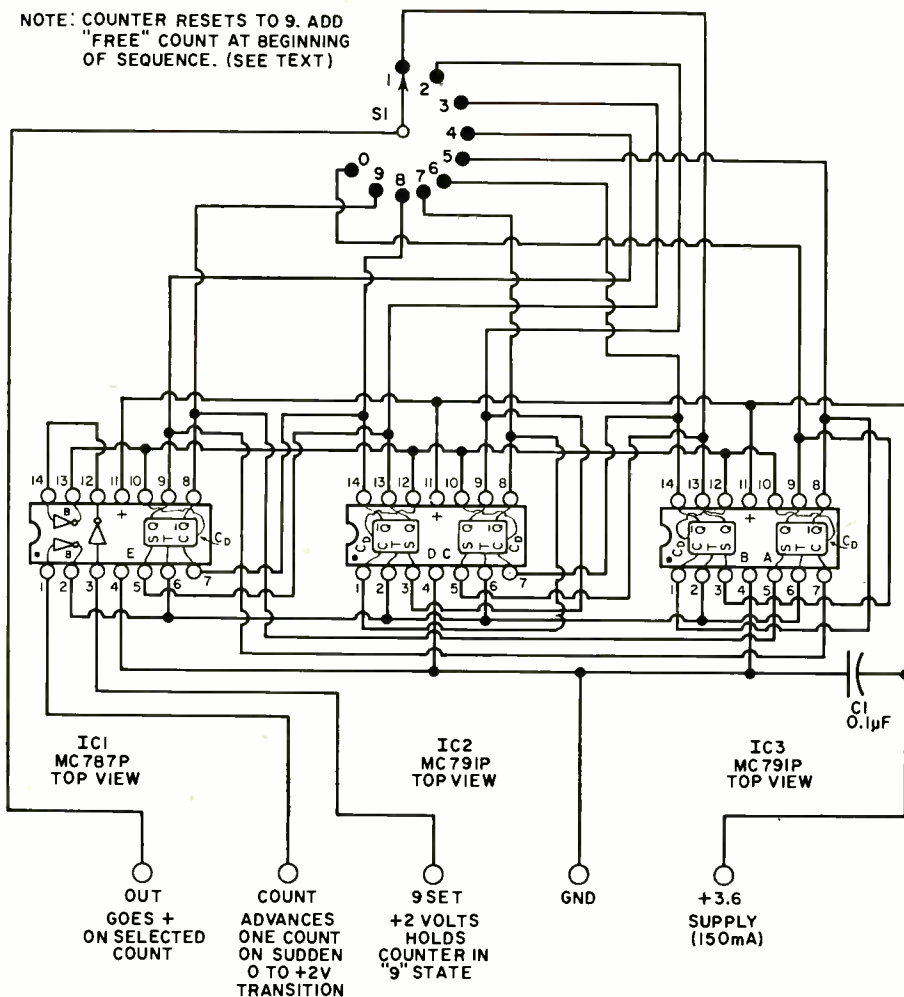 NOTE: COUNTER RESETS TO 9. ADD
"FREE" COUNT AT BEGINNING
OF SEQUENCE. (SEE TEXT)
1
2
S1
3
4
0
5
9
8
7
6
14 13 12 11 10 9 8
14 13 12 11 10 9 8
14 13 12 11 10 9 8
B
+
Q Q
S T C
E
CD
B
Q Q
C T S
CD
+
D C
Q Q
S T C
CD
Q Q
C T S
CD
+
B A
Q Q
S T C
CD
1 2 3 4 5 6 7
1 2 3 4 5 6 7
1 2 3 4 5 6 7
C1
0.1µF
IC1
MC787P
TOP VIEW
IC2
MC791P
TOP VIEW
IC3
MC791P
TOP VIEW
OUT
GOES +
ON SELECTED
COUNT
COUNT
ADVANCES
ONE COUNT
ON SUDDEN
0 TO +2V
TRANSITION
9 SET
+2 VOLTS
HOLDS
COUNTER IN
"9" STATE
GND
+3.6
SUPPLY
(150mA)